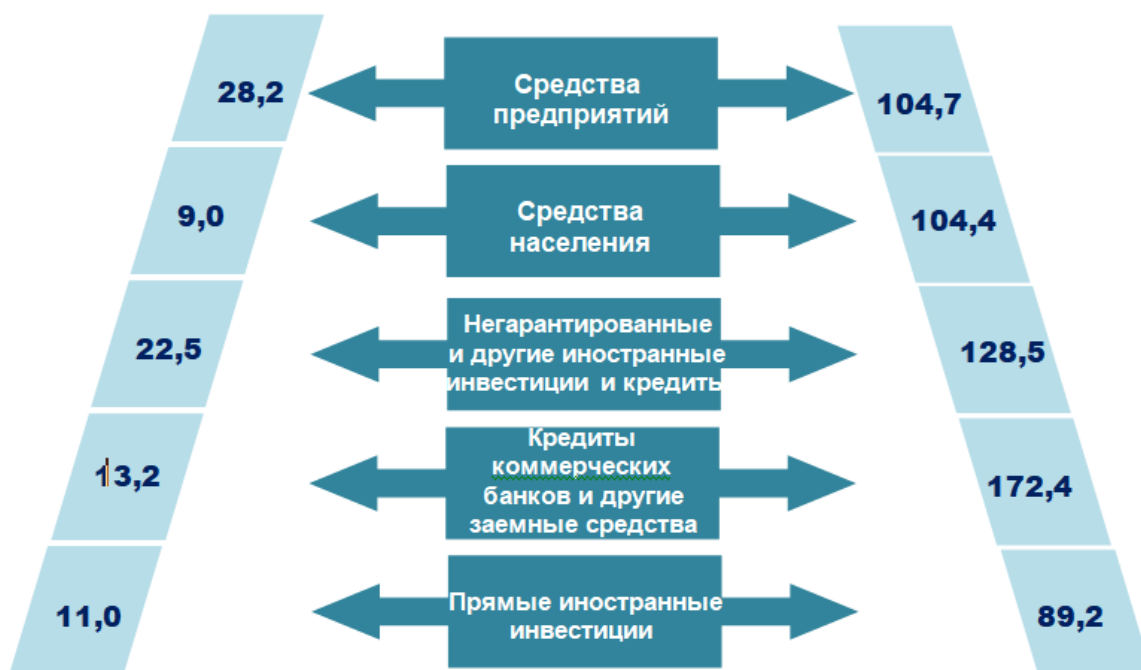 28,2
Средства
предприятий
104,7
9,0
Средства
населения
104,4
22,5
Негарантированные
и другие иностранные
инвестиции и кредиты
128,5
13,2
Кредиты
коммерческих
банков и другие
заемные средства
172,4
11,0
Прямые иностранные
инвестиции
89,2